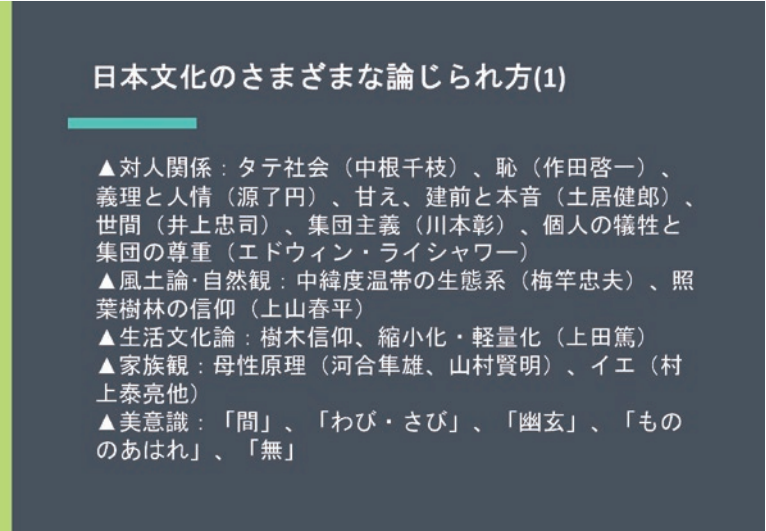 日本文化のさまざまな論じられ方(1)
▲対人関係：タテ社会（中根千枝）、恥（作田啓一）、
義理と人情（源了円）、甘え、建前と本音（土居健郎）、
世間（井上忠司）、集団主義（川本彰）、個人の犠牲と
集団の尊重（エドウィン・ライシャワー）
▲風土論･自然観：中緯度温帯の生態系（梅竿忠夫）、照
葉樹林の信仰（上山春平）
▲生活文化論：樹木信仰、縮小化・軽量化（上田篤）
▲家族観：母性原理（河合隼雄、山村賢明）、イエ（村
上泰亮他）
▲美意識：「間」、「わび・さび」、「幽玄」、「もの
のあはれ」、「無」